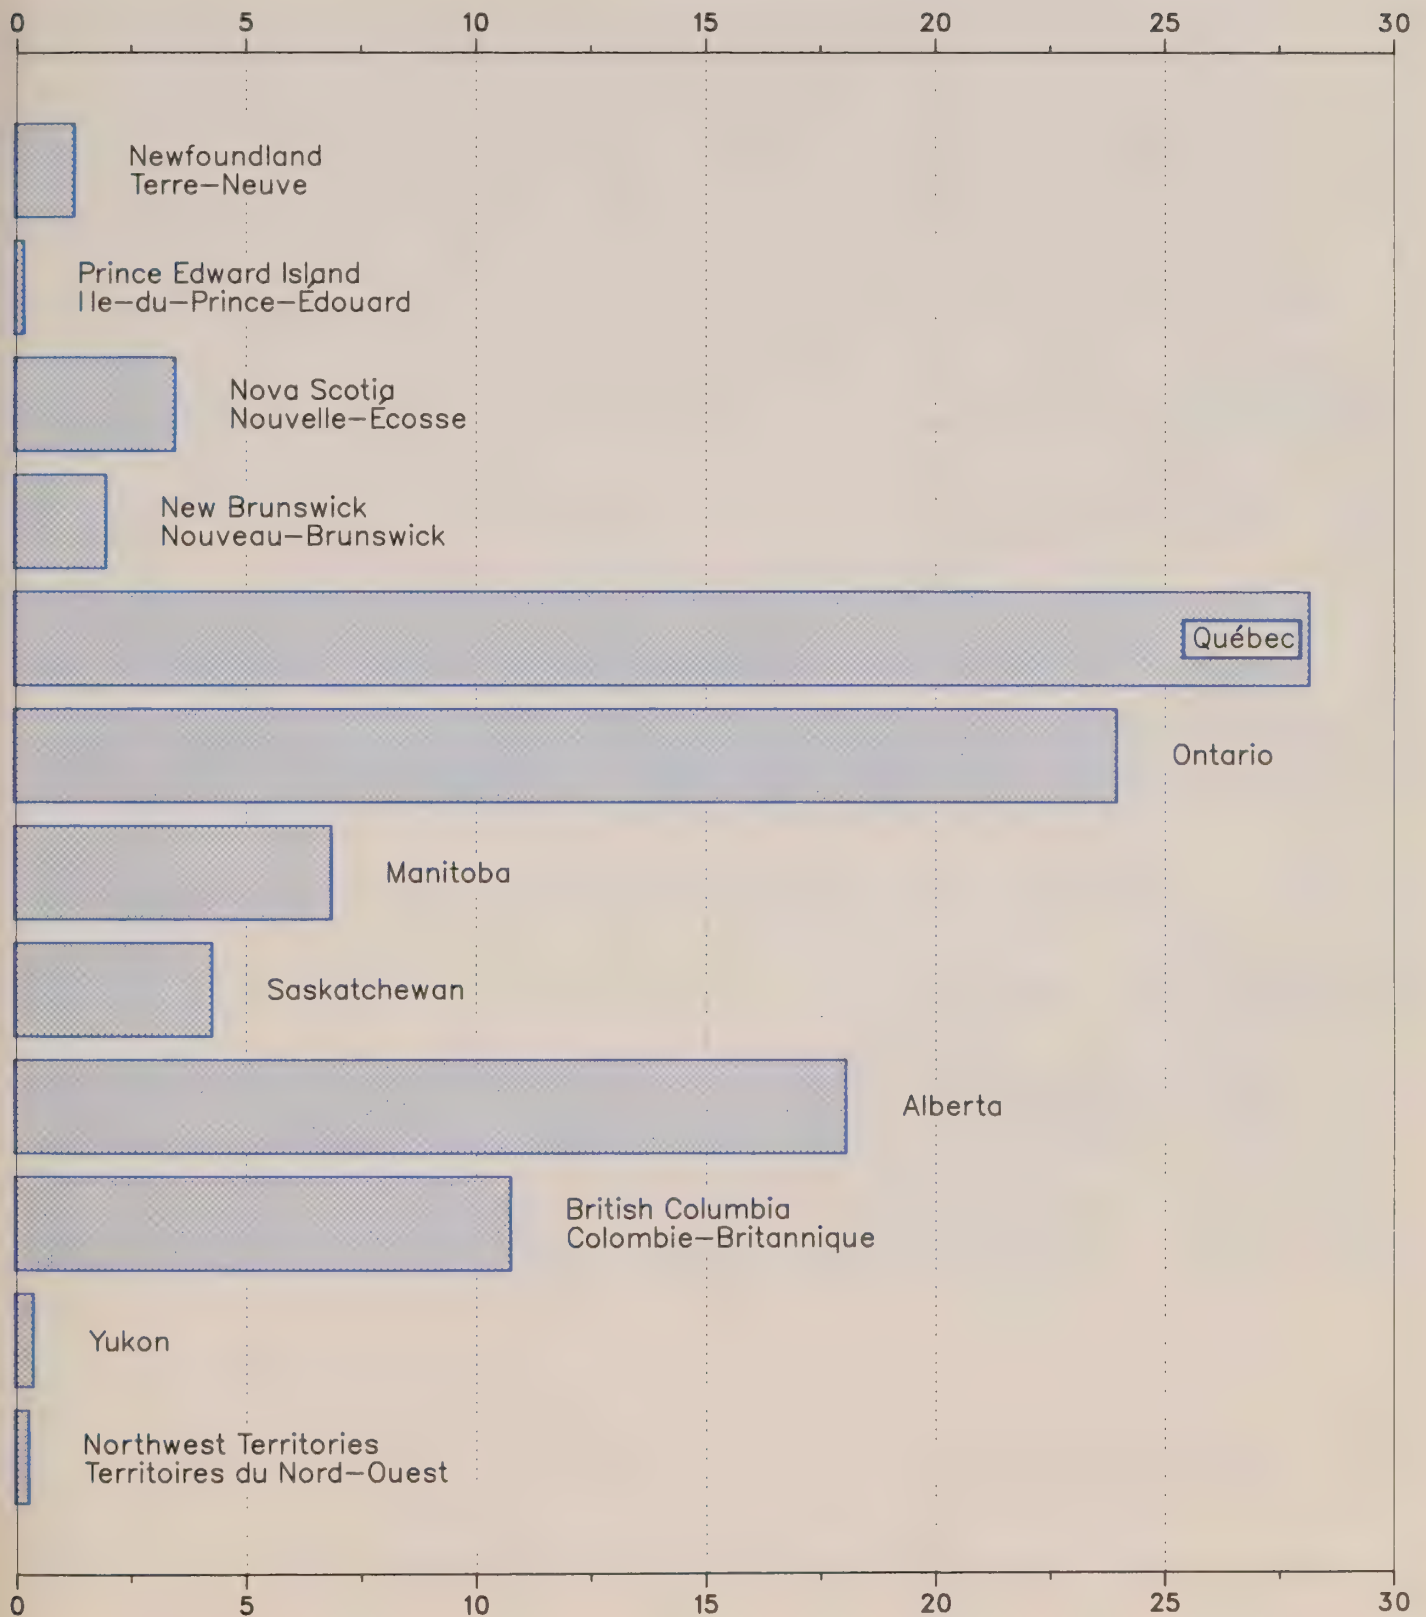 0 5 10 15 20 25 30
Newfoundland
Terre–Neuve
Prince Edward Island
Ile–du–Prince–Édouard
Nova Scotia
Nouvelle–Écosse
New Brunswick
Nouveau–Brunswick
Québec
Ontario
Manitoba
Saskatchewan
Alberta
British Columbia
Colombie–Britannique
Yukon
Northwest Territories
Territoires du Nord–Ouest
0 5 10 15 20 25 30